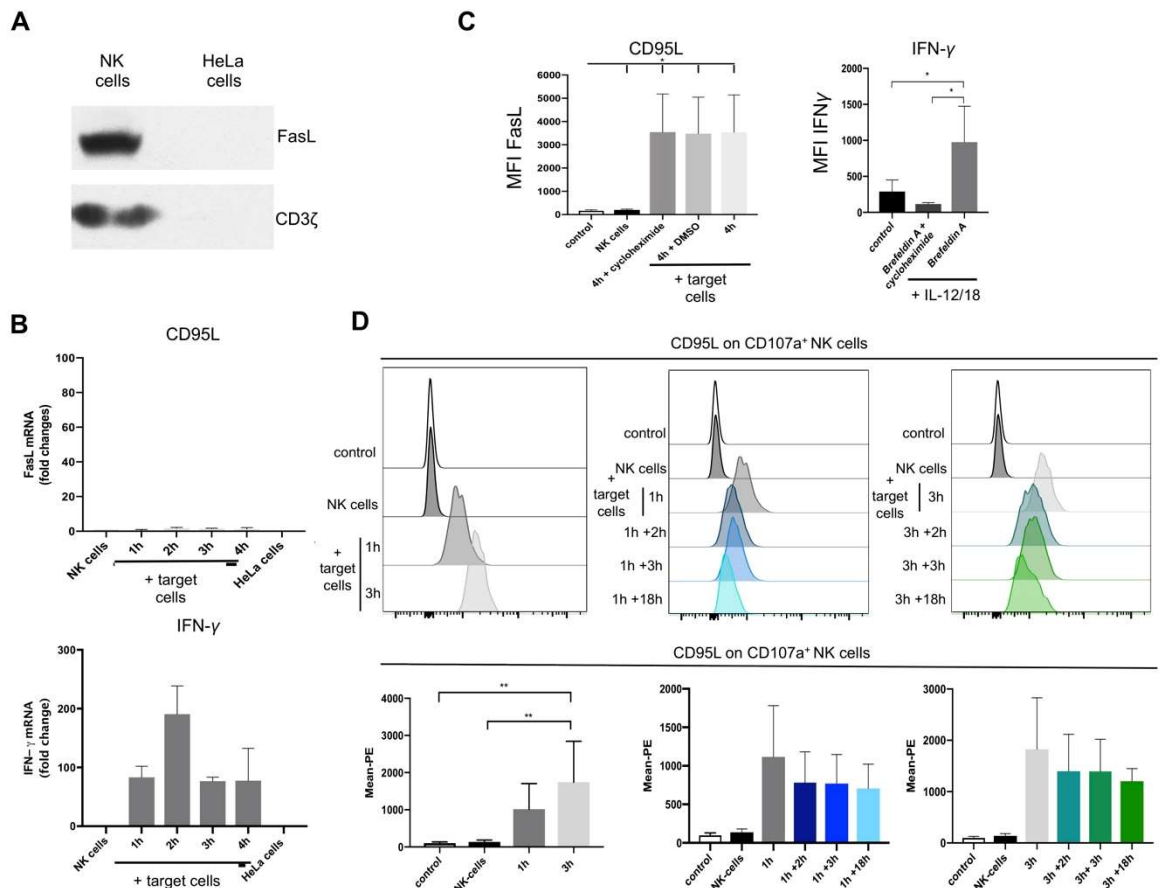 A
NK
cells
HeLa
cells
FasL
CD3ζ
B
CD95L
FasL mRNA
(fold changes)
100
80
60
40
20
0
NK cells
1h
2h
3h
4h
HeLa cells
+ target
cells
IFN-γ
IFN-γ mRNA
(fold change)
300
200
100
0
NK cells
1h
2h
3h
4h
HeLa cells
+ target
cells
C
CD95L
*
MFI FasL
6000
5000
4000
3000
2000
1000
0
control
NK cells
4h + cycloheximide
4h + DMSO
4h
+ target
cells
IFN-γ
*
*
MFI IFNγ
2000
1500
1000
500
0
control
Brefeldin A +
cycloheximide
Brefeldin A
+ IL-12/18
D
CD95L on CD107a⁺ NK cells
control
NK cells
+
target
cells
1h
3h
control
NK cells
+
target
cells
1h
1h +2h
1h +3h
1h +18h
control
NK cells
+
target
cells
3h
3h +2h
3h +3h
3h +18h
CD95L on CD107a⁺ NK cells
Mean-PE
4000
3000
2000
1000
0
**
**
control
NK-cells
1h
3h
Mean-PE
2000
1500
1000
500
0
control
NK-cells
1h
1h +2h
1h +3h
1h +18h
Mean-PE
3000
2000
1000
0
control
NK-cells
3h
3h +2h
3h+ 3h
3h +18h